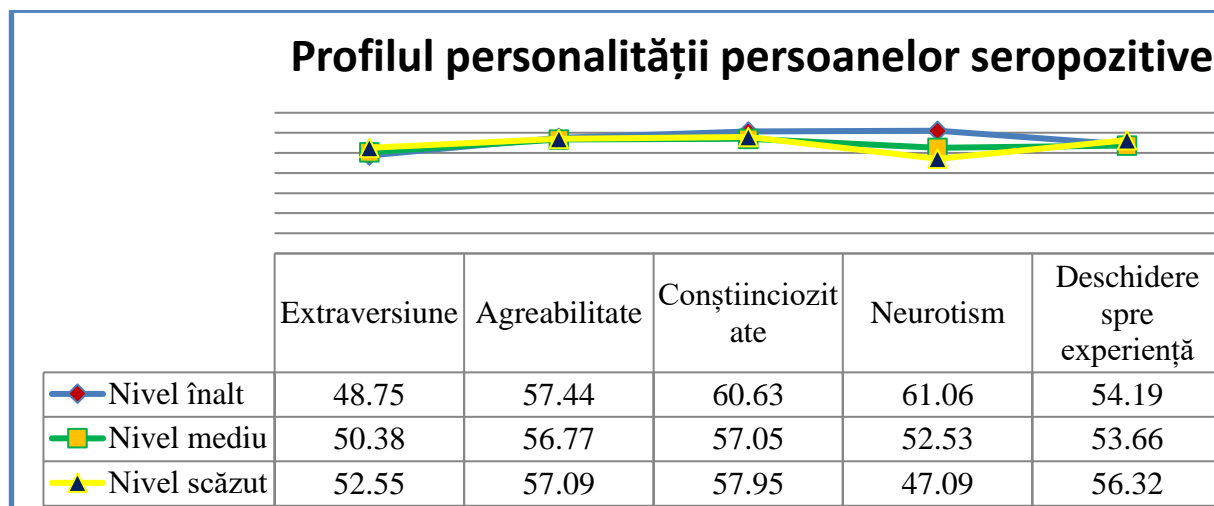 Profilul personalității persoanelor seropozitive
Extraversiune Agreabilitate Conștiinciozit
ate Neurotism Deschidere
spre
experiență
Nivel înalt 48.75 57.44 60.63 61.06 54.19
Nivel mediu 50.38 56.77 57.05 52.53 53.66
Nivel scăzut 52.55 57.09 57.95 47.09 56.32